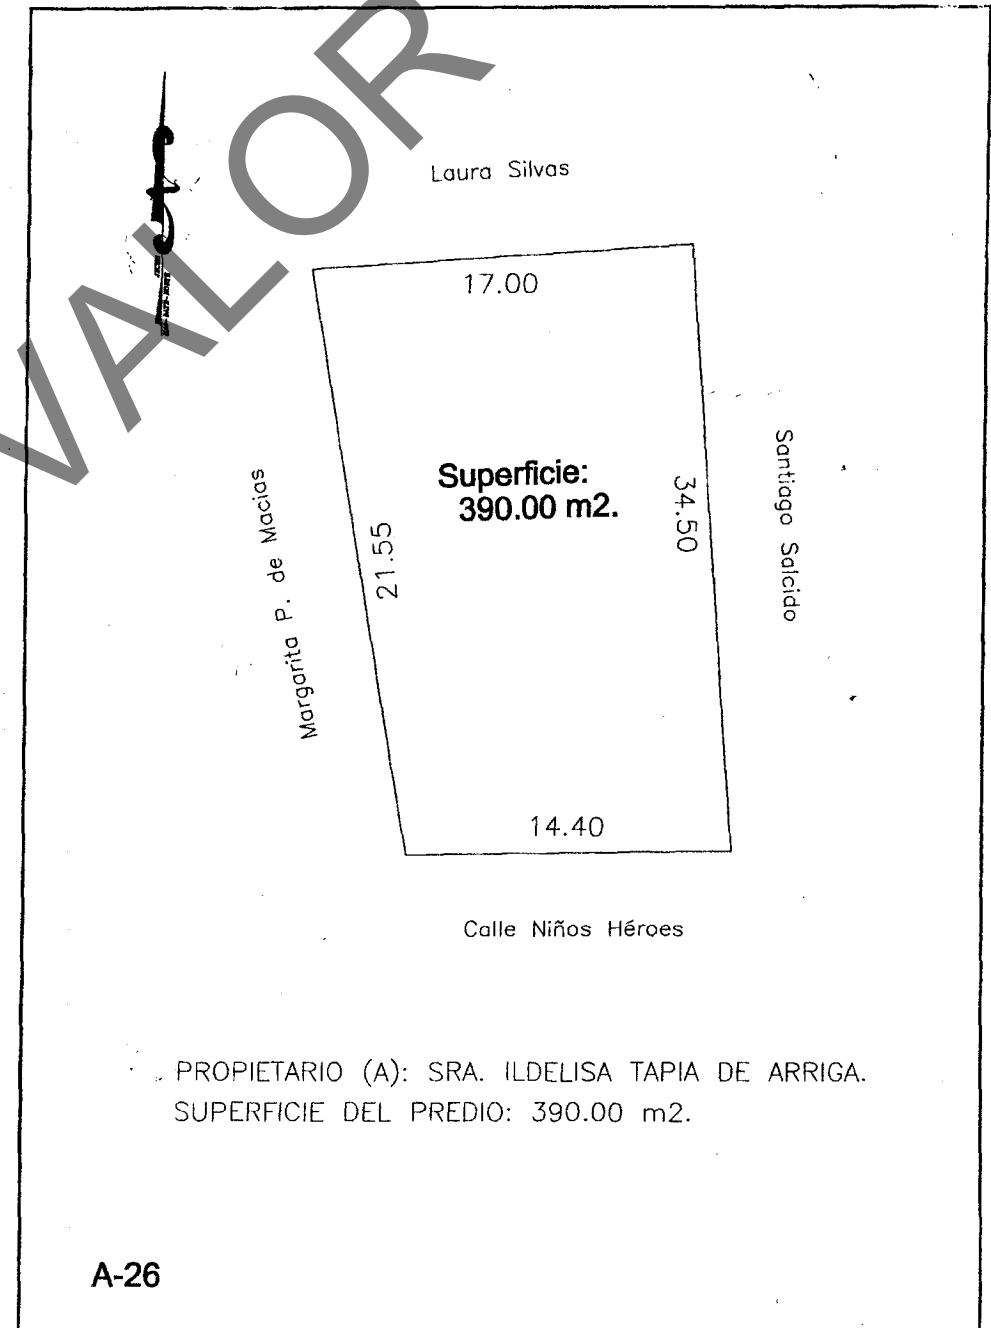 VALOR
Laura Silvas
17.00
Superficie:
390.00 m2.
34.50
Santiago Salcido
21.55
Margarita P. de Macias
14.40
Calle Niños Héroes
PROPIETARIO (A): SRA. ILDELISA TAPIA DE ARRIGA.
SUPERFICIE DEL PREDIO: 390.00 m2.
A-26